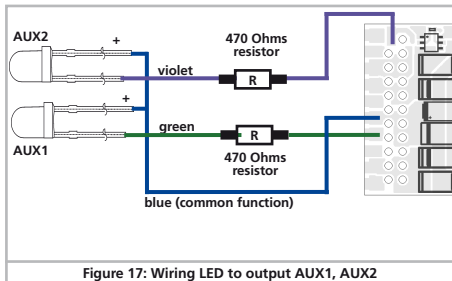 AUX2
+
violet
470 Ohms
resistor
R
+
green
R
AUX1
470 Ohms
resistor
blue (common function)
Figure 17: Wiring LED to output AUX1, AUX2